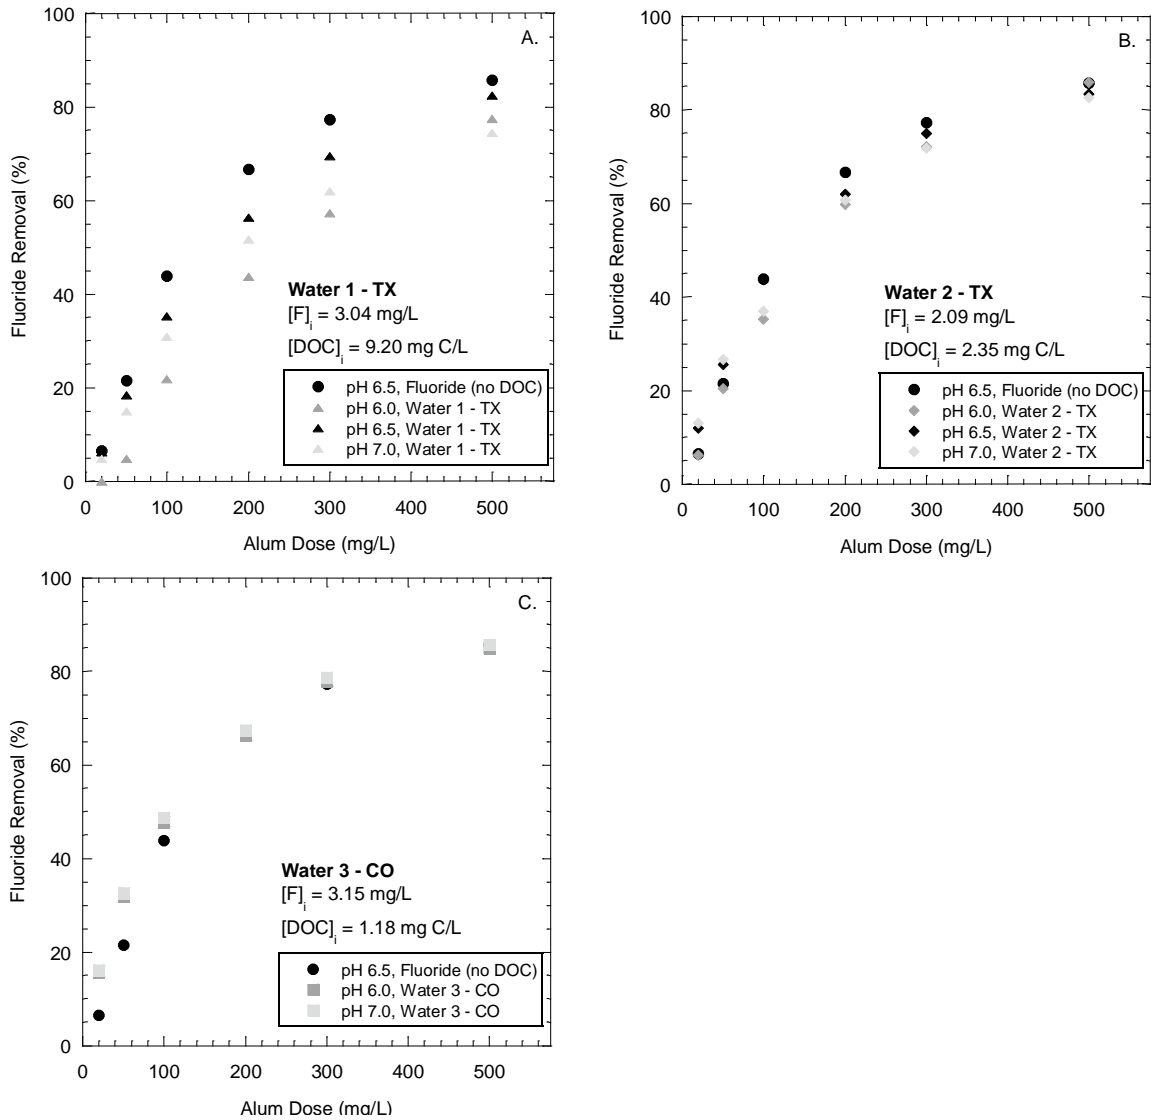 A.
100
80
60
40
20
0
Fluoride Removal (%)
Water 1 - TX
[F]i = 3.04 mg/L
[DOC]i = 9.20 mg C/L
pH 6.5, Fluoride (no DOC)
pH 6.0, Water 1 - TX
pH 6.5, Water 1 - TX
pH 7.0, Water 1 - TX
0 100 200 300 400 500
Alum Dose (mg/L)
B.
100
80
60
40
20
0
Fluoride Removal (%)
Water 2 - TX
[F]i = 2.09 mg/L
[DOC]i = 2.35 mg C/L
pH 6.5, Fluoride (no DOC)
pH 6.0, Water 2 - TX
pH 6.5, Water 2 - TX
pH 7.0, Water 2 - TX
0 100 200 300 400 500
Alum Dose (mg/L)
C.
100
80
60
40
20
0
Fluoride Removal (%)
Water 3 - CO
[F]i = 3.15 mg/L
[DOC]i = 1.18 mg C/L
pH 6.5, Fluoride (no DOC)
pH 6.0, Water 3 - CO
pH 7.0, Water 3 - CO
0 100 200 300 400 500
Alum Dose (mg/L)